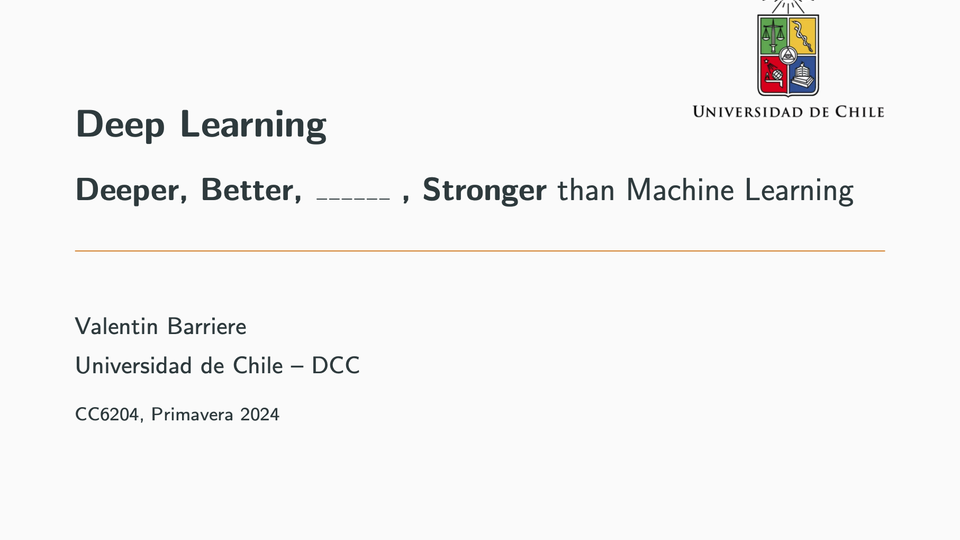 UNIVERSIDAD DE CHILE
Deep Learning
Deeper, Better, ______ , Stronger than Machine Learning
Valentin Barriere
Universidad de Chile – DCC
CC6204, Primavera 2024